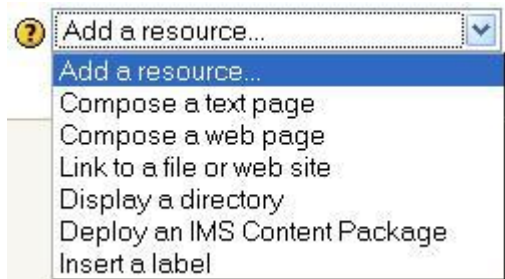 ? Add a resource...
Add a resource...
Compose a text page
Compose a web page
Link to a file or web site
Display a directory
Deploy an IMS Content Package
Insert a label